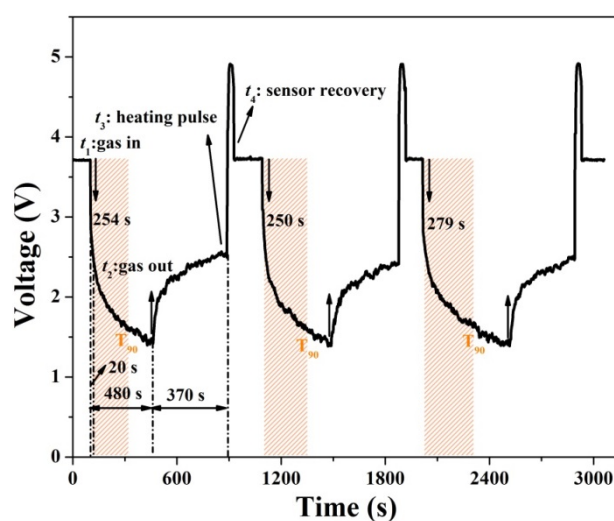 5
4
3
2
1
0
Voltage (V)
t₄: sensor recovery
t₃: heating pulse
t₁:gas in
254 s
250 s
279 s
t₂:gas out
T₉₀
T₉₀
T₉₀
20 s
480 s
370 s
0
600
1200
1800
2400
3000
Time (s)